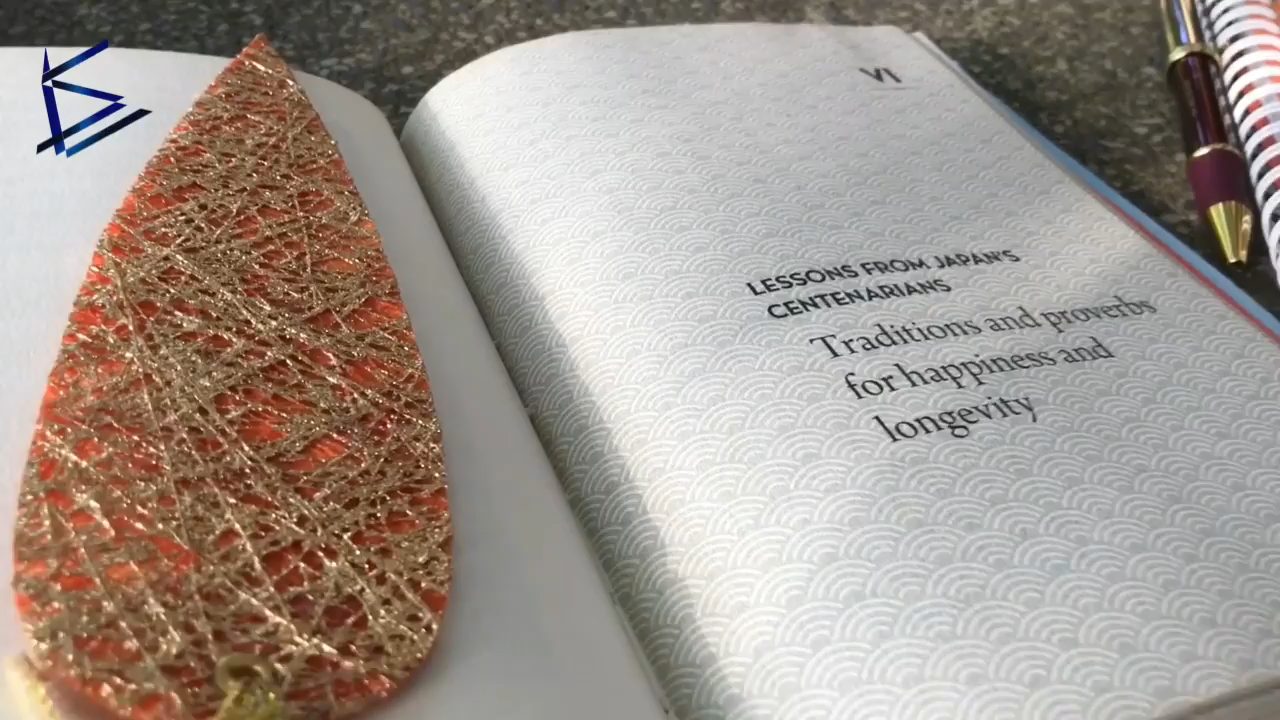 VI
LESSONS FROM JAPAN'S
CENTENARIANS
Traditions and proverbs
for happiness and
longevity